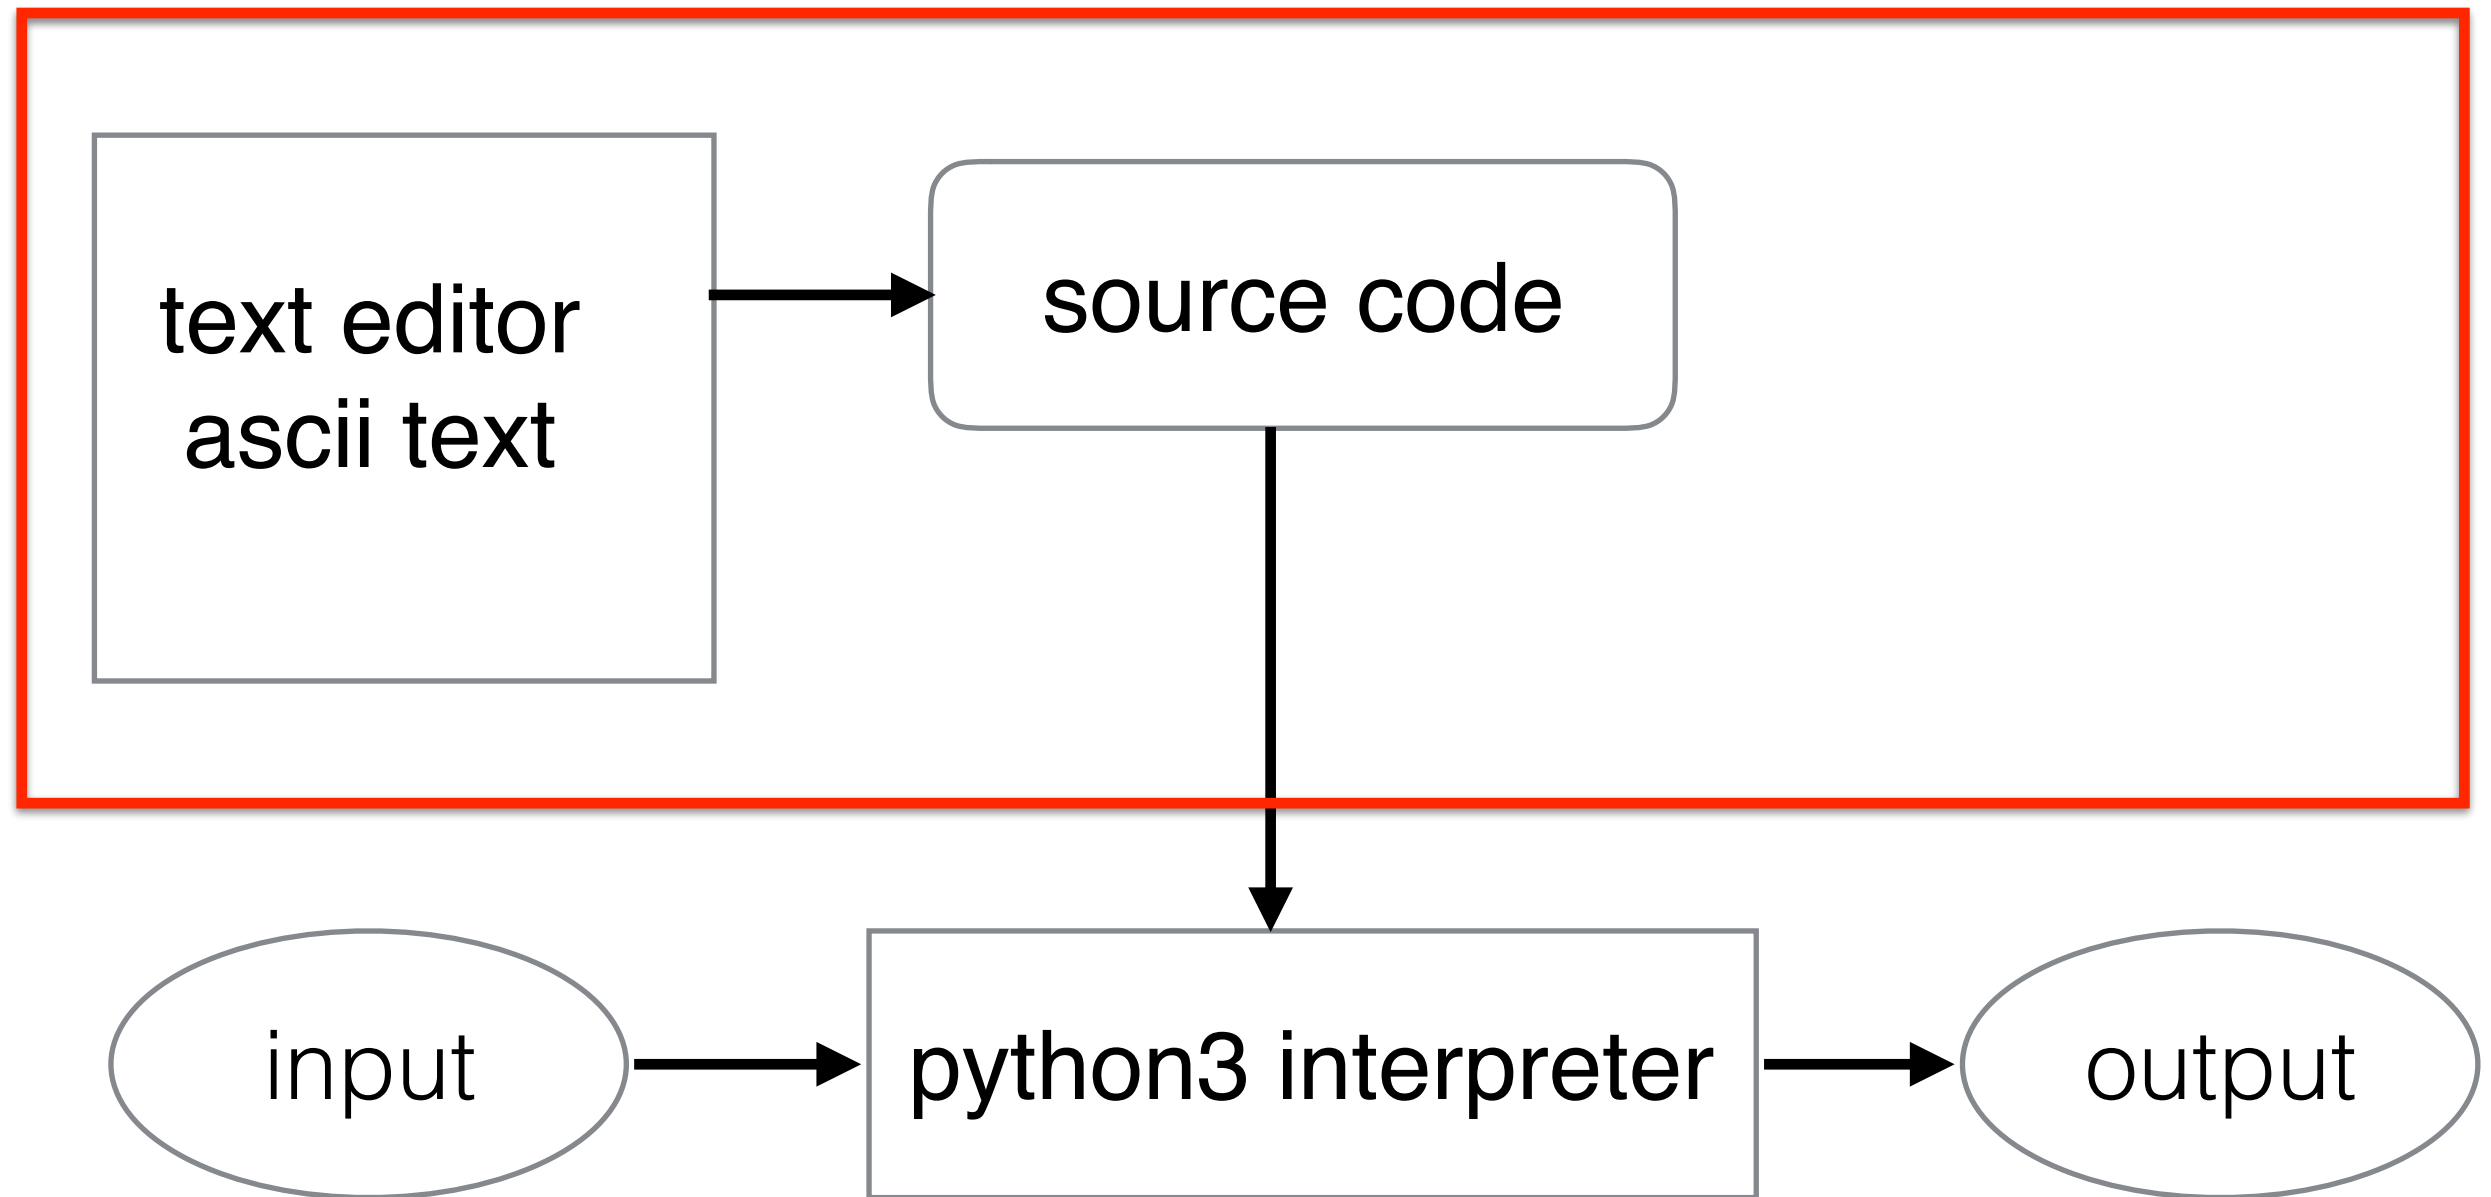 text editor
ascii text
source code
input
python3 interpreter
output